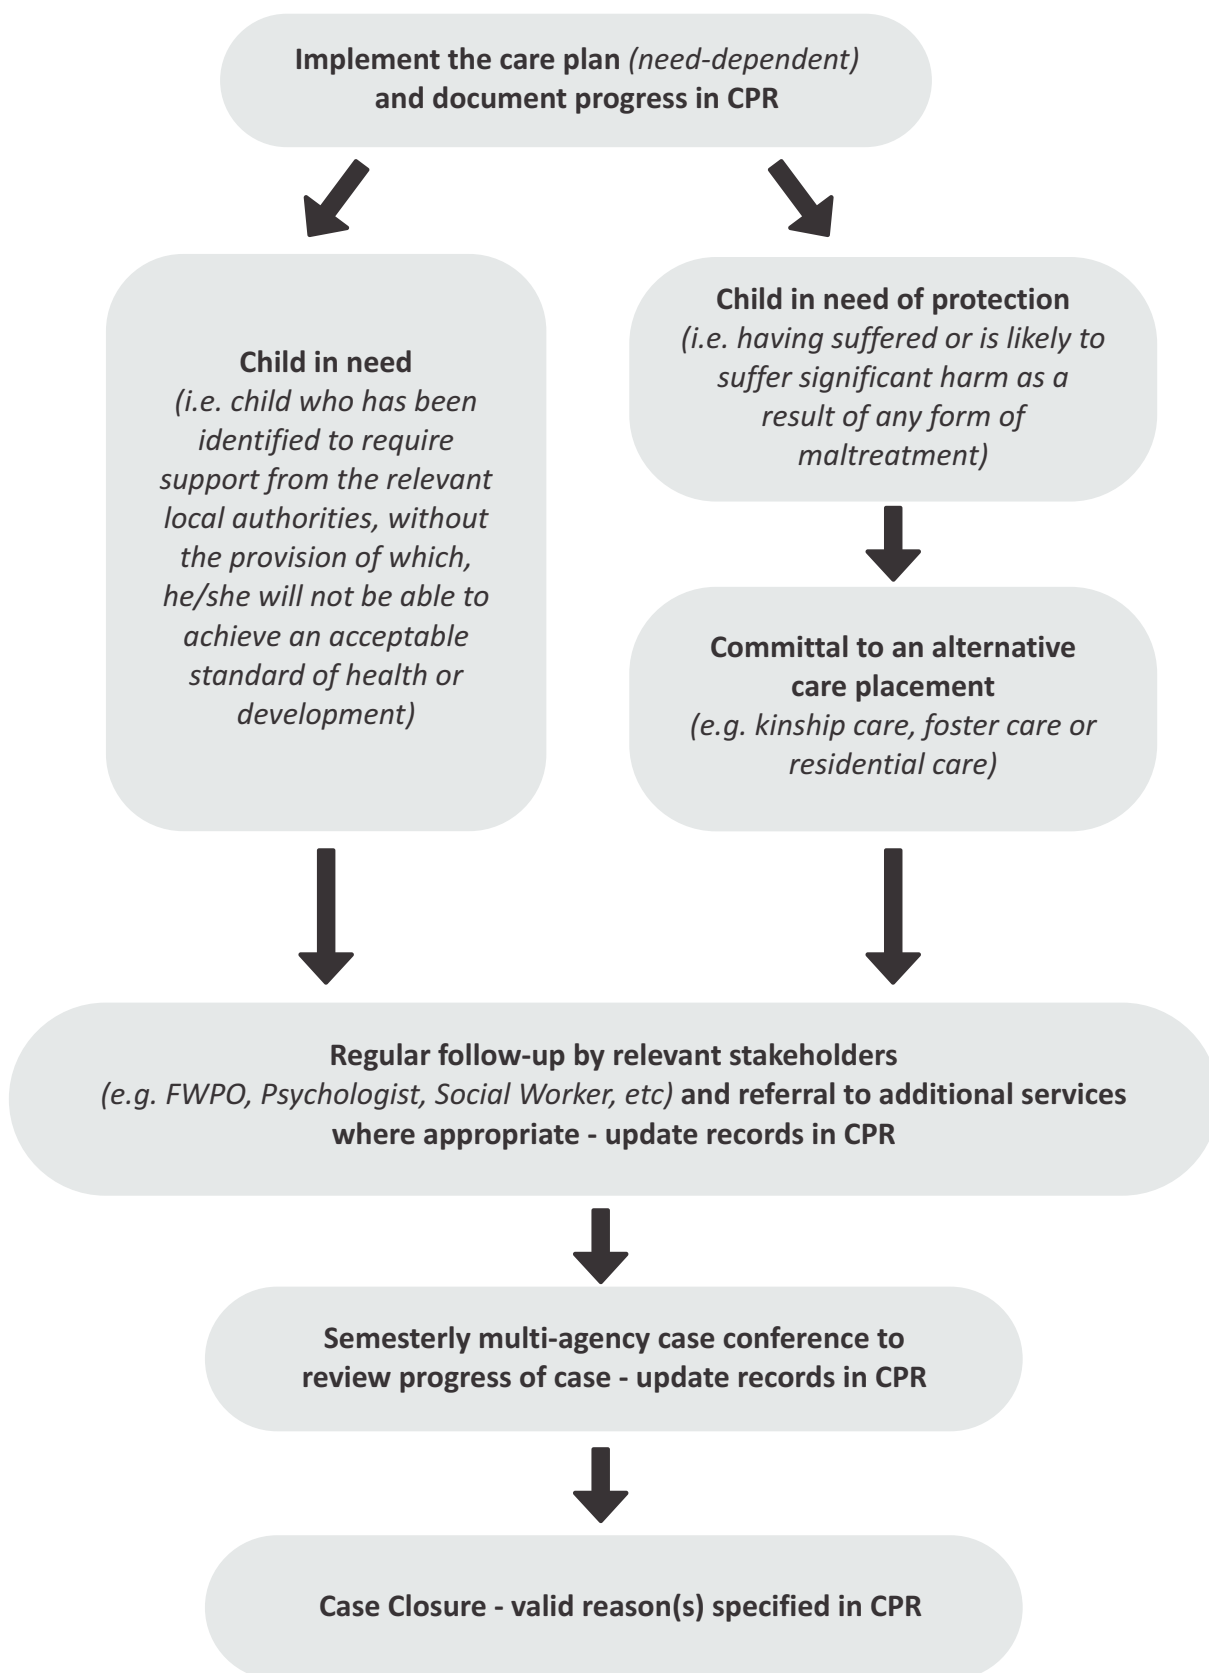 Implement the care plan (need-dependent)
and document progress in CPR
Child in need
(i.e. child who has been
identified to require
support from the relevant
local authorities, without
the provision of which,
he/she will not be able to
achieve an acceptable
standard of health or
development)
Child in need of protection
(i.e. having suffered or is likely to
suffer significant harm as a
result of any form of
maltreatment)
Committal to an alternative
care placement
(e.g. kinship care, foster care or
residential care)
Regular follow-up by relevant stakeholders
(e.g. FWPO, Psychologist, Social Worker, etc) and referral to additional services
where appropriate - update records in CPR
Semesterly multi-agency case conference to
review progress of case - update records in CPR
Case Closure - valid reason(s) specified in CPR